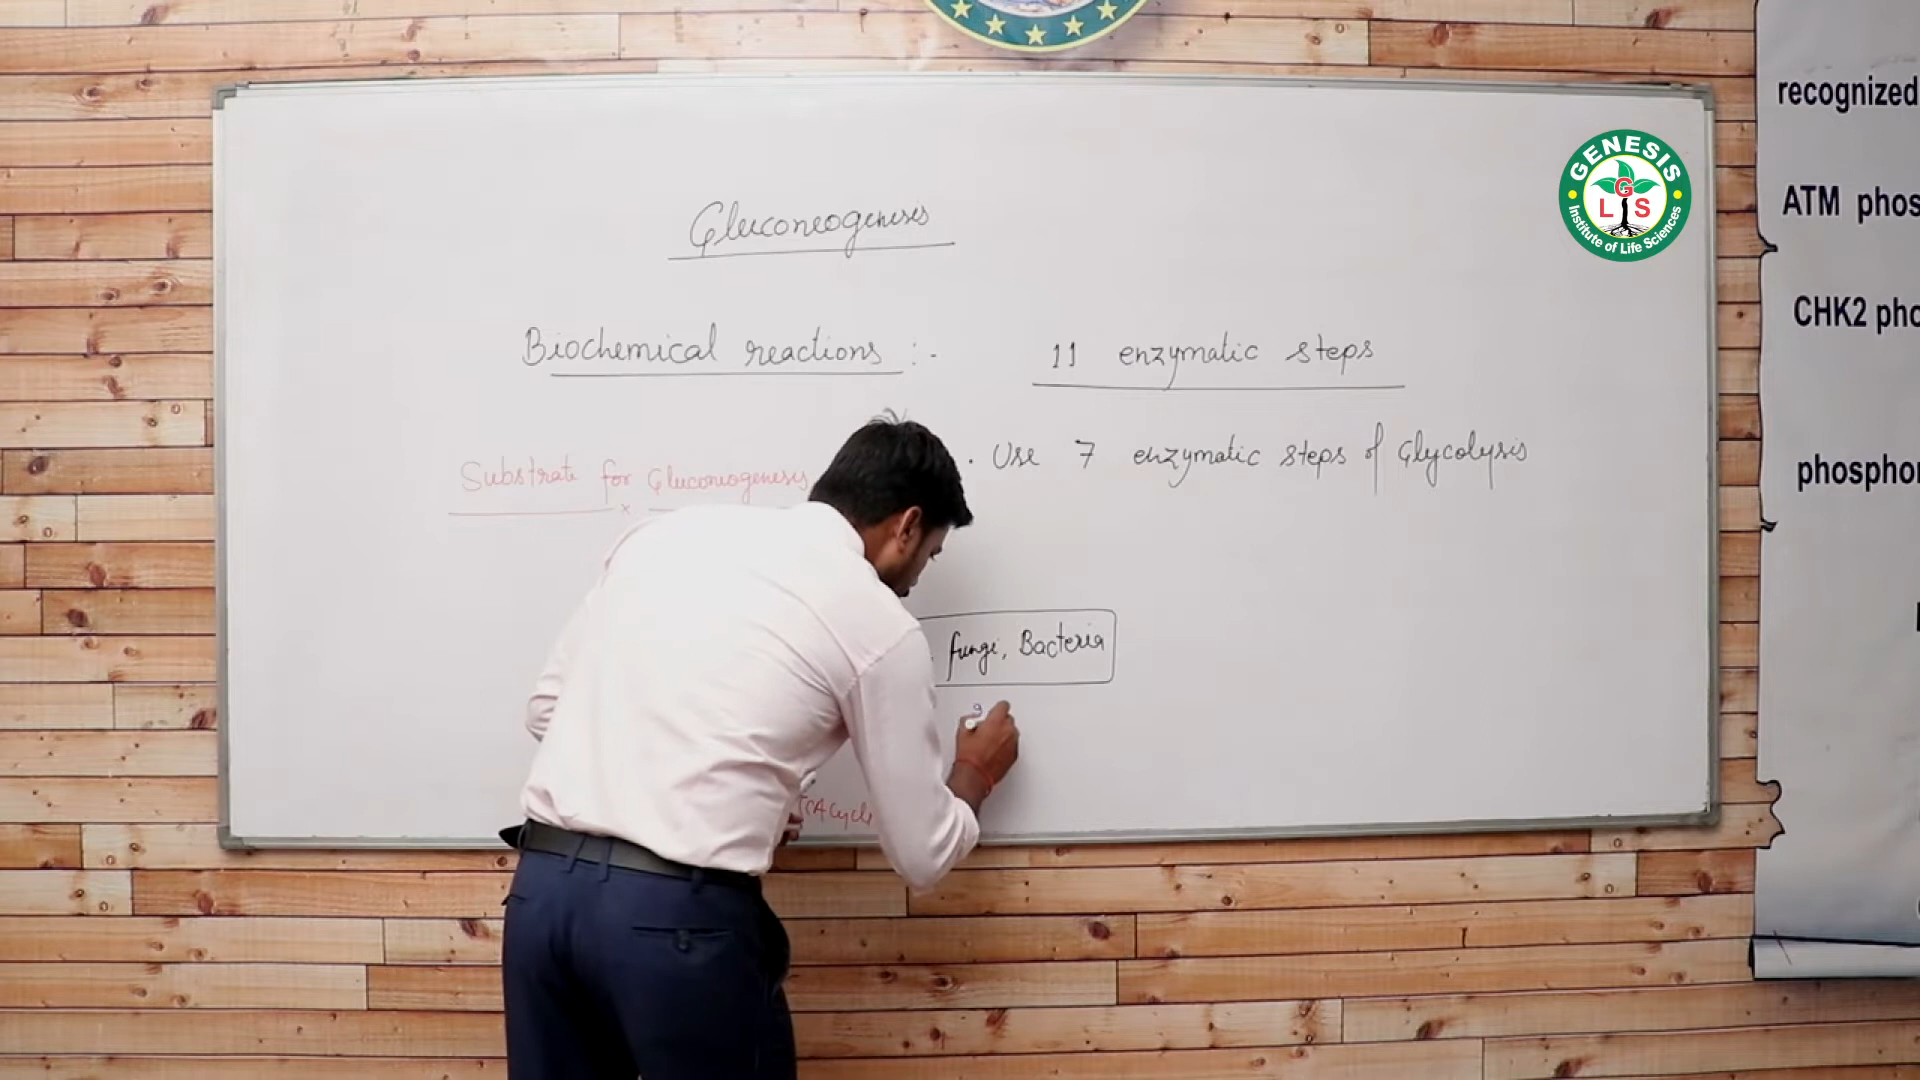 Gluconeogenesis
Biochemical reactions :- 11 enzymatic steps
Substrate for Gluconeogenesis
x
· Use 7 enzymatic steps of Glycolysis
fungi, Bacteria
TCA Cycle
GENESIS
G
L S
Institute of Life Sciences
recognized
ATM phos
CHK2 pho
phosphor